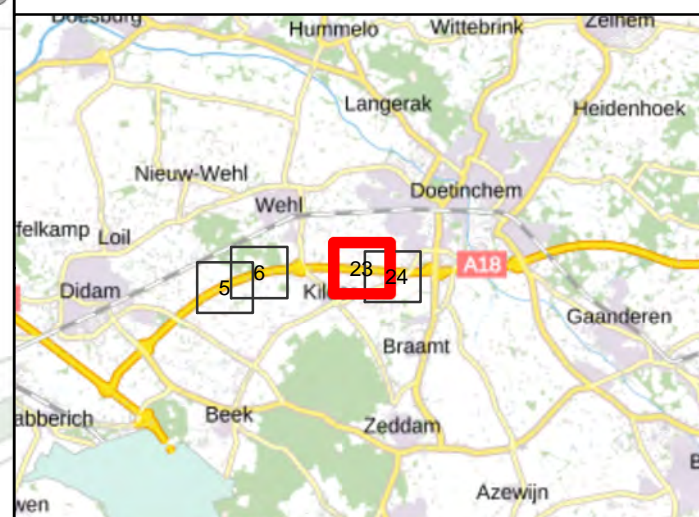 Doesburg
Hummelo
Wittebrink
Zelhem
Langerak
Heidenhoek
Nieuw-Wehl
Doetinchem
Wehl
felkamp
Loil
A18
23
24
6
5
Didam
Kil
Gaanderen
Braamt
abberich
Beek
Zeddam
Azewijn
wen